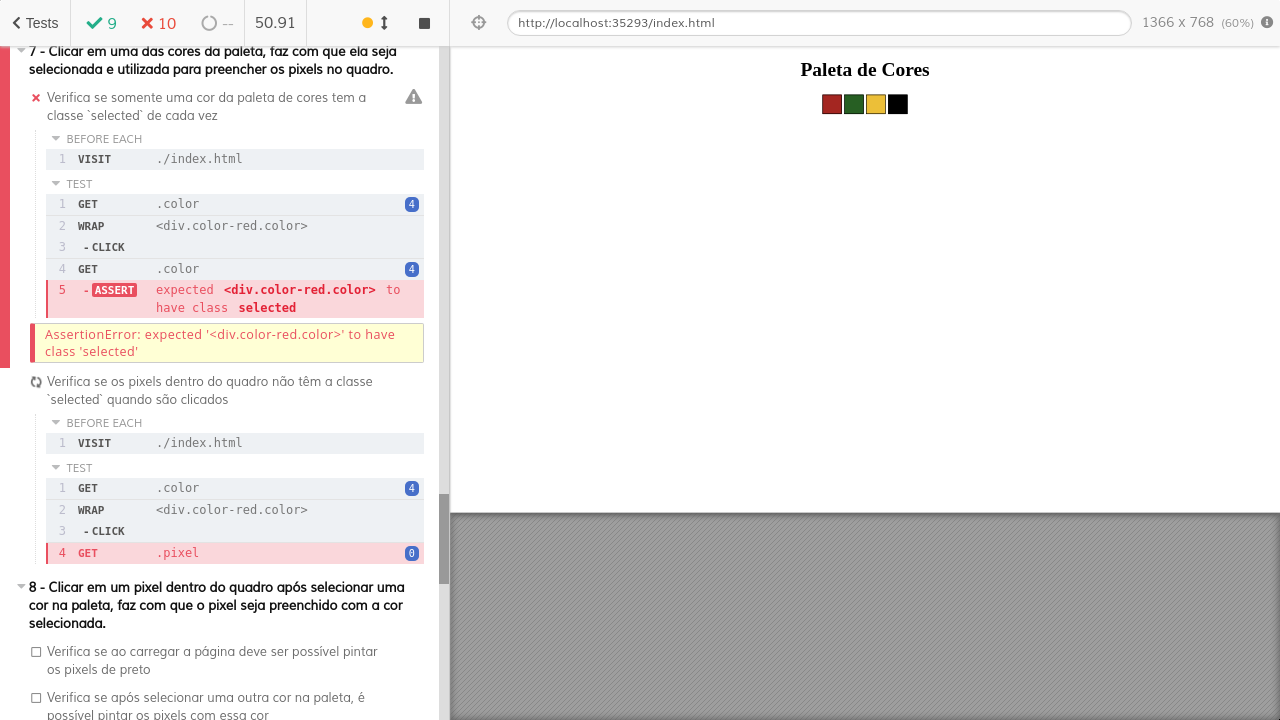 Tests 9 10 -- 50.91
http://localhost:35293/index.html 1366 x 768 (60%)
7 - Clicar em uma das cores da paleta, faz com que ela seja
selecionada e utilizada para preencher os pixels no quadro.
Verifica se somente uma cor da paleta de cores tem a
classe `selected` de cada vez
BEFORE EACH
1 VISIT ./index.html
TEST
1 GET .color 4
2 WRAP <div.color-red.color>
3 -CLICK
4 GET .color 4
5 -ASSERT expected <div.color-red.color> to
have class selected
AssertionError: expected '<div.color-red.color>' to have
class 'selected'
Verifica se os pixels dentro do quadro não têm a classe
`selected` quando são clicados
BEFORE EACH
1 VISIT ./index.html
TEST
1 GET .color 4
2 WRAP <div.color-red.color>
3 -CLICK
4 GET .pixel 0
8 - Clicar em um pixel dentro do quadro após selecionar uma
cor na paleta, faz com que o pixel seja preenchido com a cor
selecionada.
Verifica se ao carregar a página deve ser possível pintar
os pixels de preto
Verifica se após selecionar uma outra cor na paleta, é
possível pintar os pixels com essa cor
Paleta de Cores